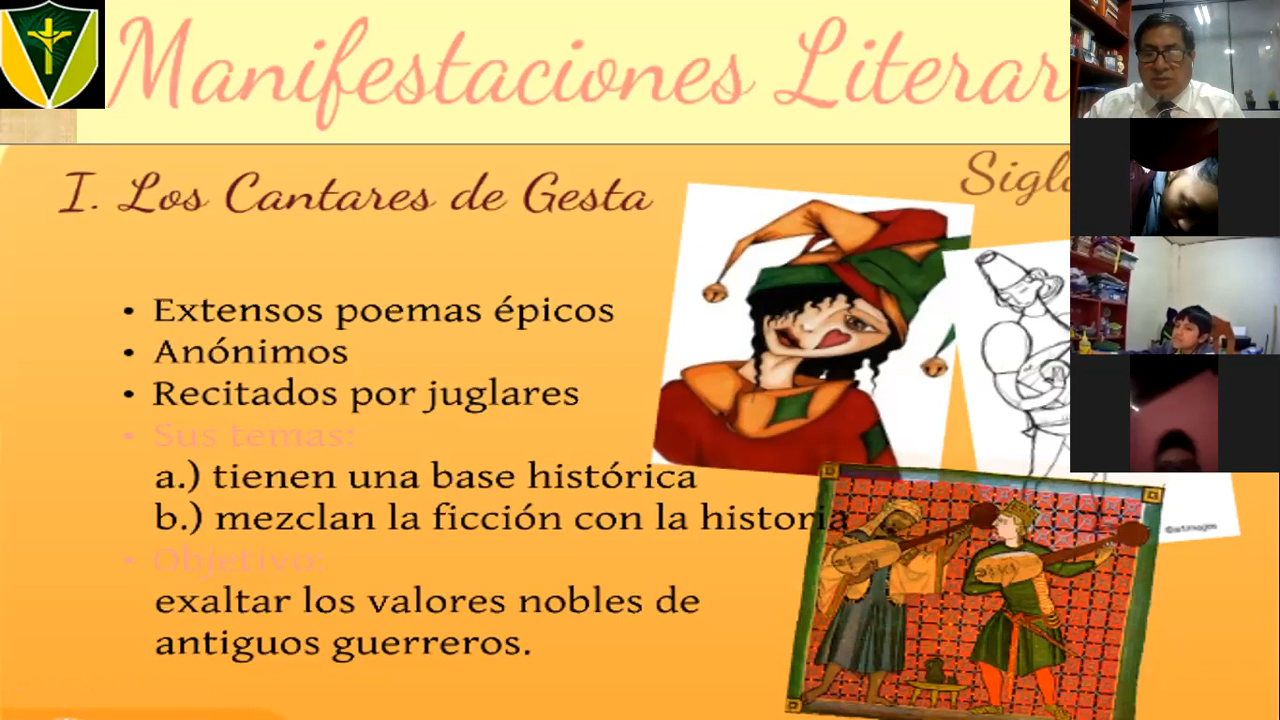 Manifestaciones Literar
I. Los Cantares de Gesta
Sigl
• Extensos poemas épicos
• Anónimos
• Recitados por juglares
• Sus temas:
a.) tienen una base histórica
b.) mezclan la ficción con la historia
• Objetivo:
exaltar los valores nobles de
antiguos guerreros.